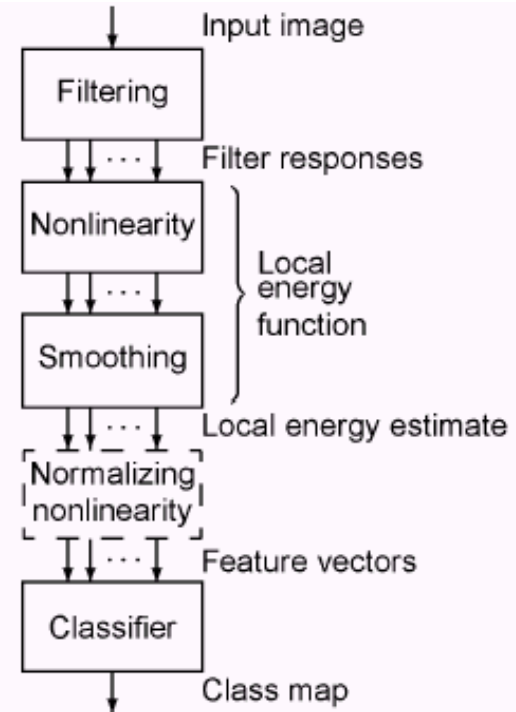 Input image
Filtering
...
Filter responses
Nonlinearity
...
Local
energy
function
Smoothing
...
Local energy estimate
Normalizing
nonlinearity
...
Feature vectors
Classifier
Class map